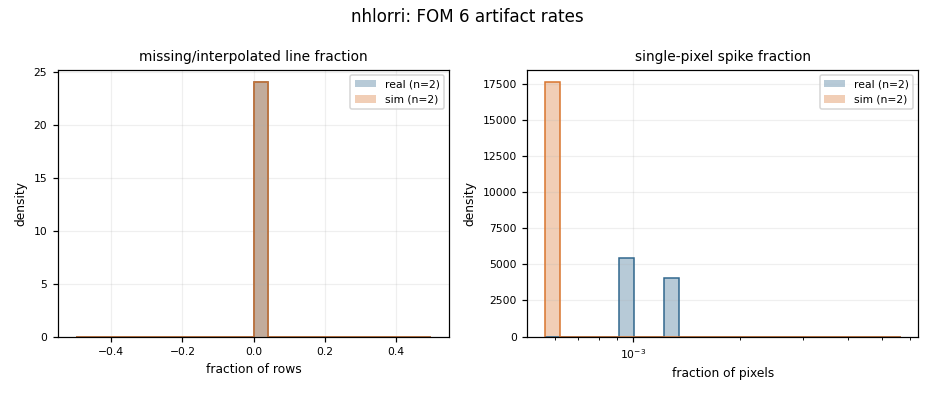 nhlorri: FOM 6 artifact rates
missing/interpolated line fraction
real (n=2)
sim (n=2)
density
25
20
15
10
5
0
−0.4
−0.2
0.0
0.2
0.4
fraction of rows
single-pixel spike fraction
real (n=2)
sim (n=2)
density
17500
15000
12500
10000
7500
5000
2500
0
10⁻³
fraction of pixels